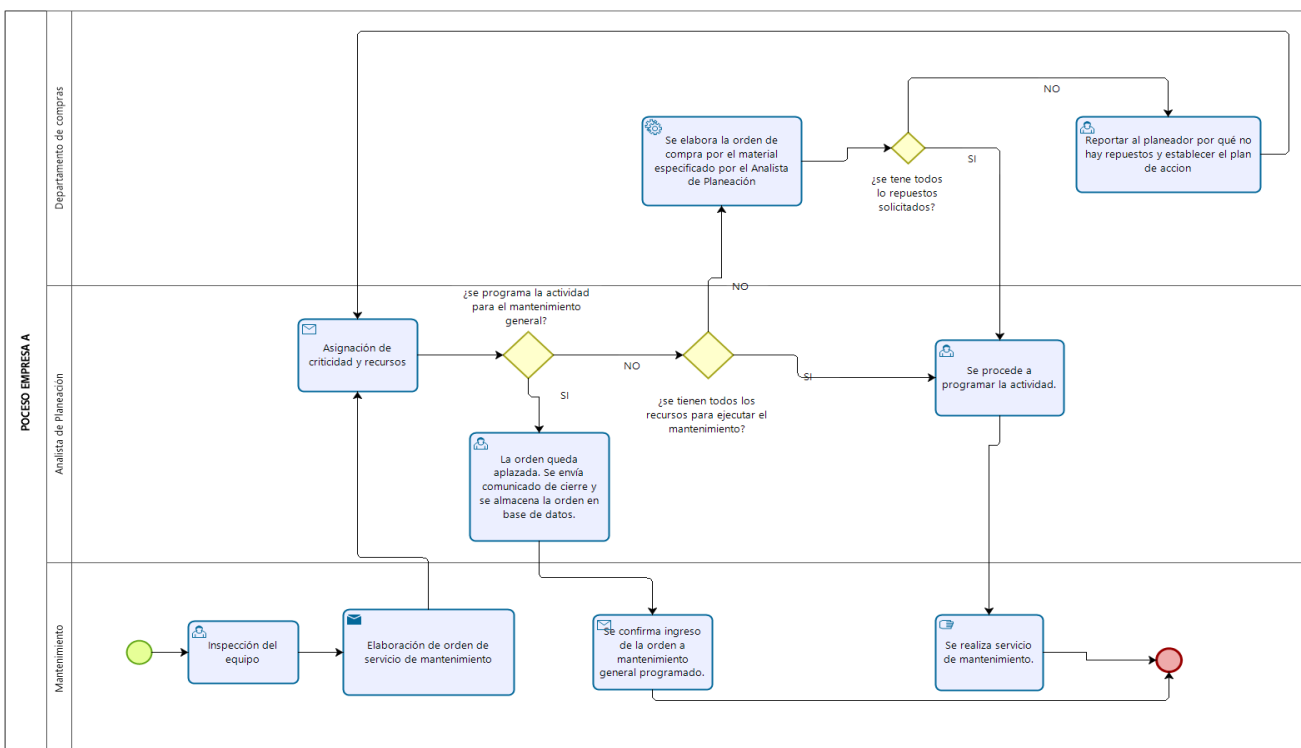 POCESO EMPRESA A
Departamento de compras
Se elabora la orden de
compra por el material
especificado por el Analista
de Planeación
¿se tene todos
lo repuestos
solicitados?
NO
SI
Reportar al planeador por qué no
hay repuestos y establecer el plan
de accion
Analista de Planeación
Asignación de
criticidad y recursos
¿se programa la actividad
para el mantenimiento
general?
NO
SI
La orden queda
aplazada. Se envía
comunicado de cierre y
se almacena la orden en
base de datos.
¿se tienen todos los
recursos para ejecutar el
mantenimiento?
NO
SI
Se procede a
programar la actividad.
Mantenimiento
Inspección del
equipo
Elaboración de orden de
servicio de mantenimiento
Se confirma ingreso
de la orden a
mantenimiento
general programado.
Se realiza servicio
de mantenimiento.